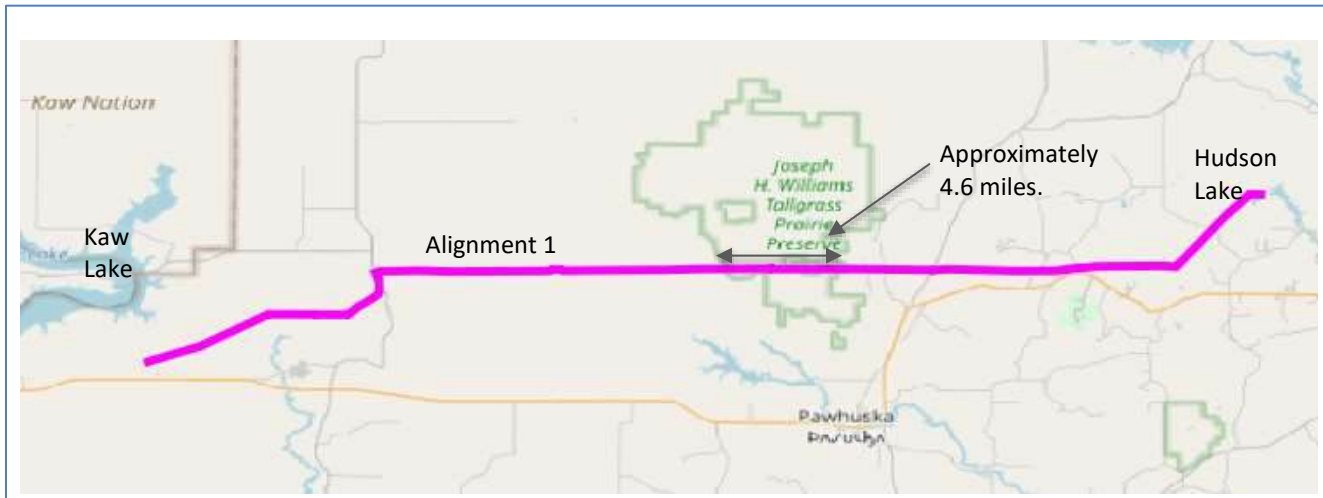 Kaw Nation
Joseph
H. Williams
Tallgrass
Prairie
Preserve
Approximately
4.6 miles.
Hudson
Lake
Kaw
Lake
Alignment 1
Pawhuska